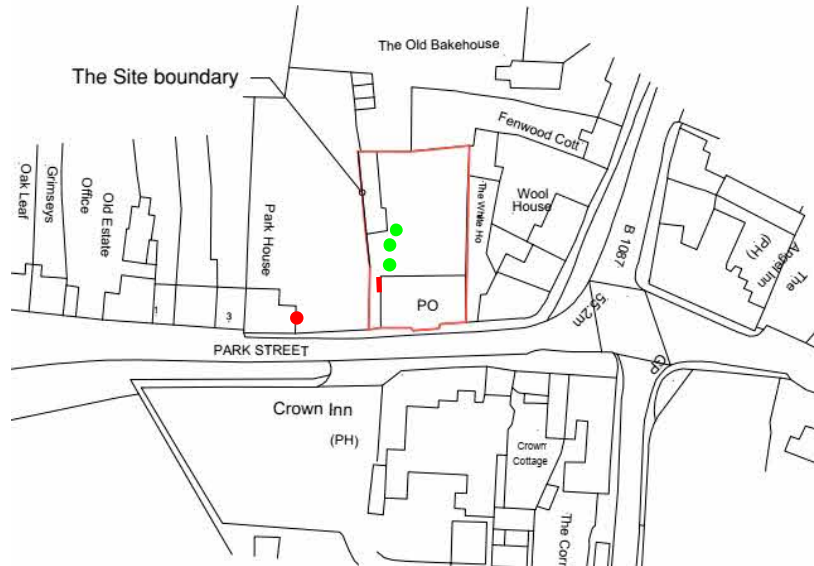 The Old Bakehouse
The Site boundary
Fenwood Cott
Oak Leaf
Grimseys
Office
Old Estate
Park House
The White Ho
Wool
House
B 1087
(PH)
Angel Inn
The
1
3
PO
55.2m
GP
PARK STREET
Crown Inn
(PH)
Crown
Cottage
The Corn